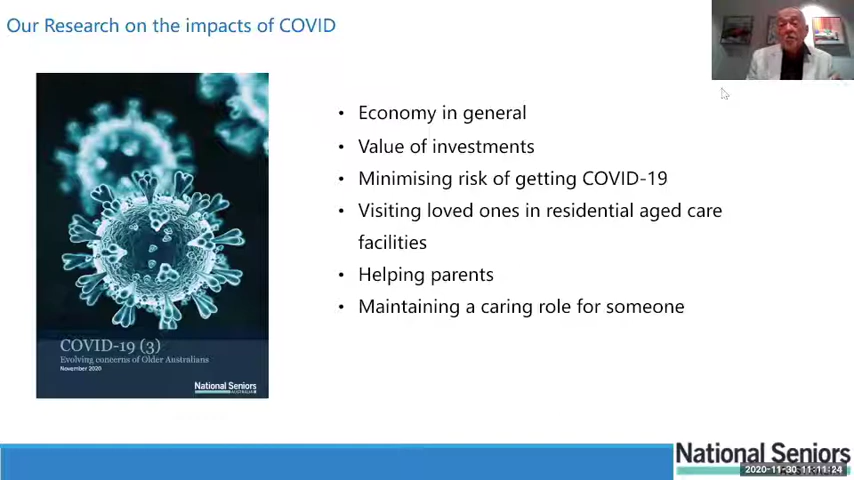 Our Research on the impacts of COVID
• Economy in general
• Value of investments
• Minimising risk of getting COVID-19
• Visiting loved ones in residential aged care
facilities
• Helping parents
• Maintaining a caring role for someone
COVID-19 (3)
Evolving concerns of Older Australians
November 2020
National Seniors
AUSTRALIA
National Seniors
2020-11-30 11:11:24